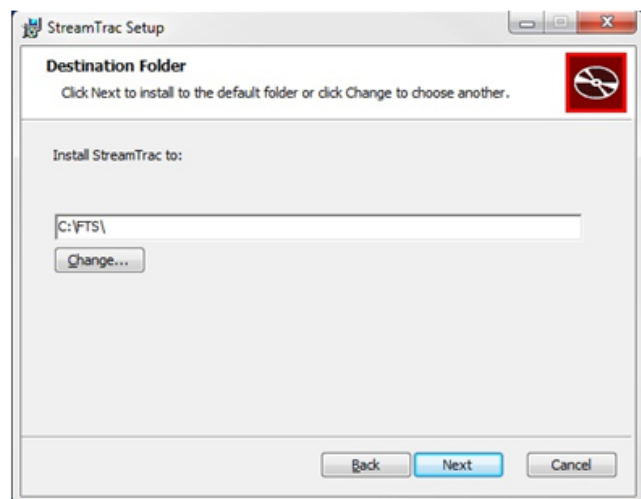 StreamTrac Setup
Destination Folder
Click Next to install to the default folder or click Change to choose another.
Install StreamTrac to:
C:\FTS\
Change...
Back
Next
Cancel